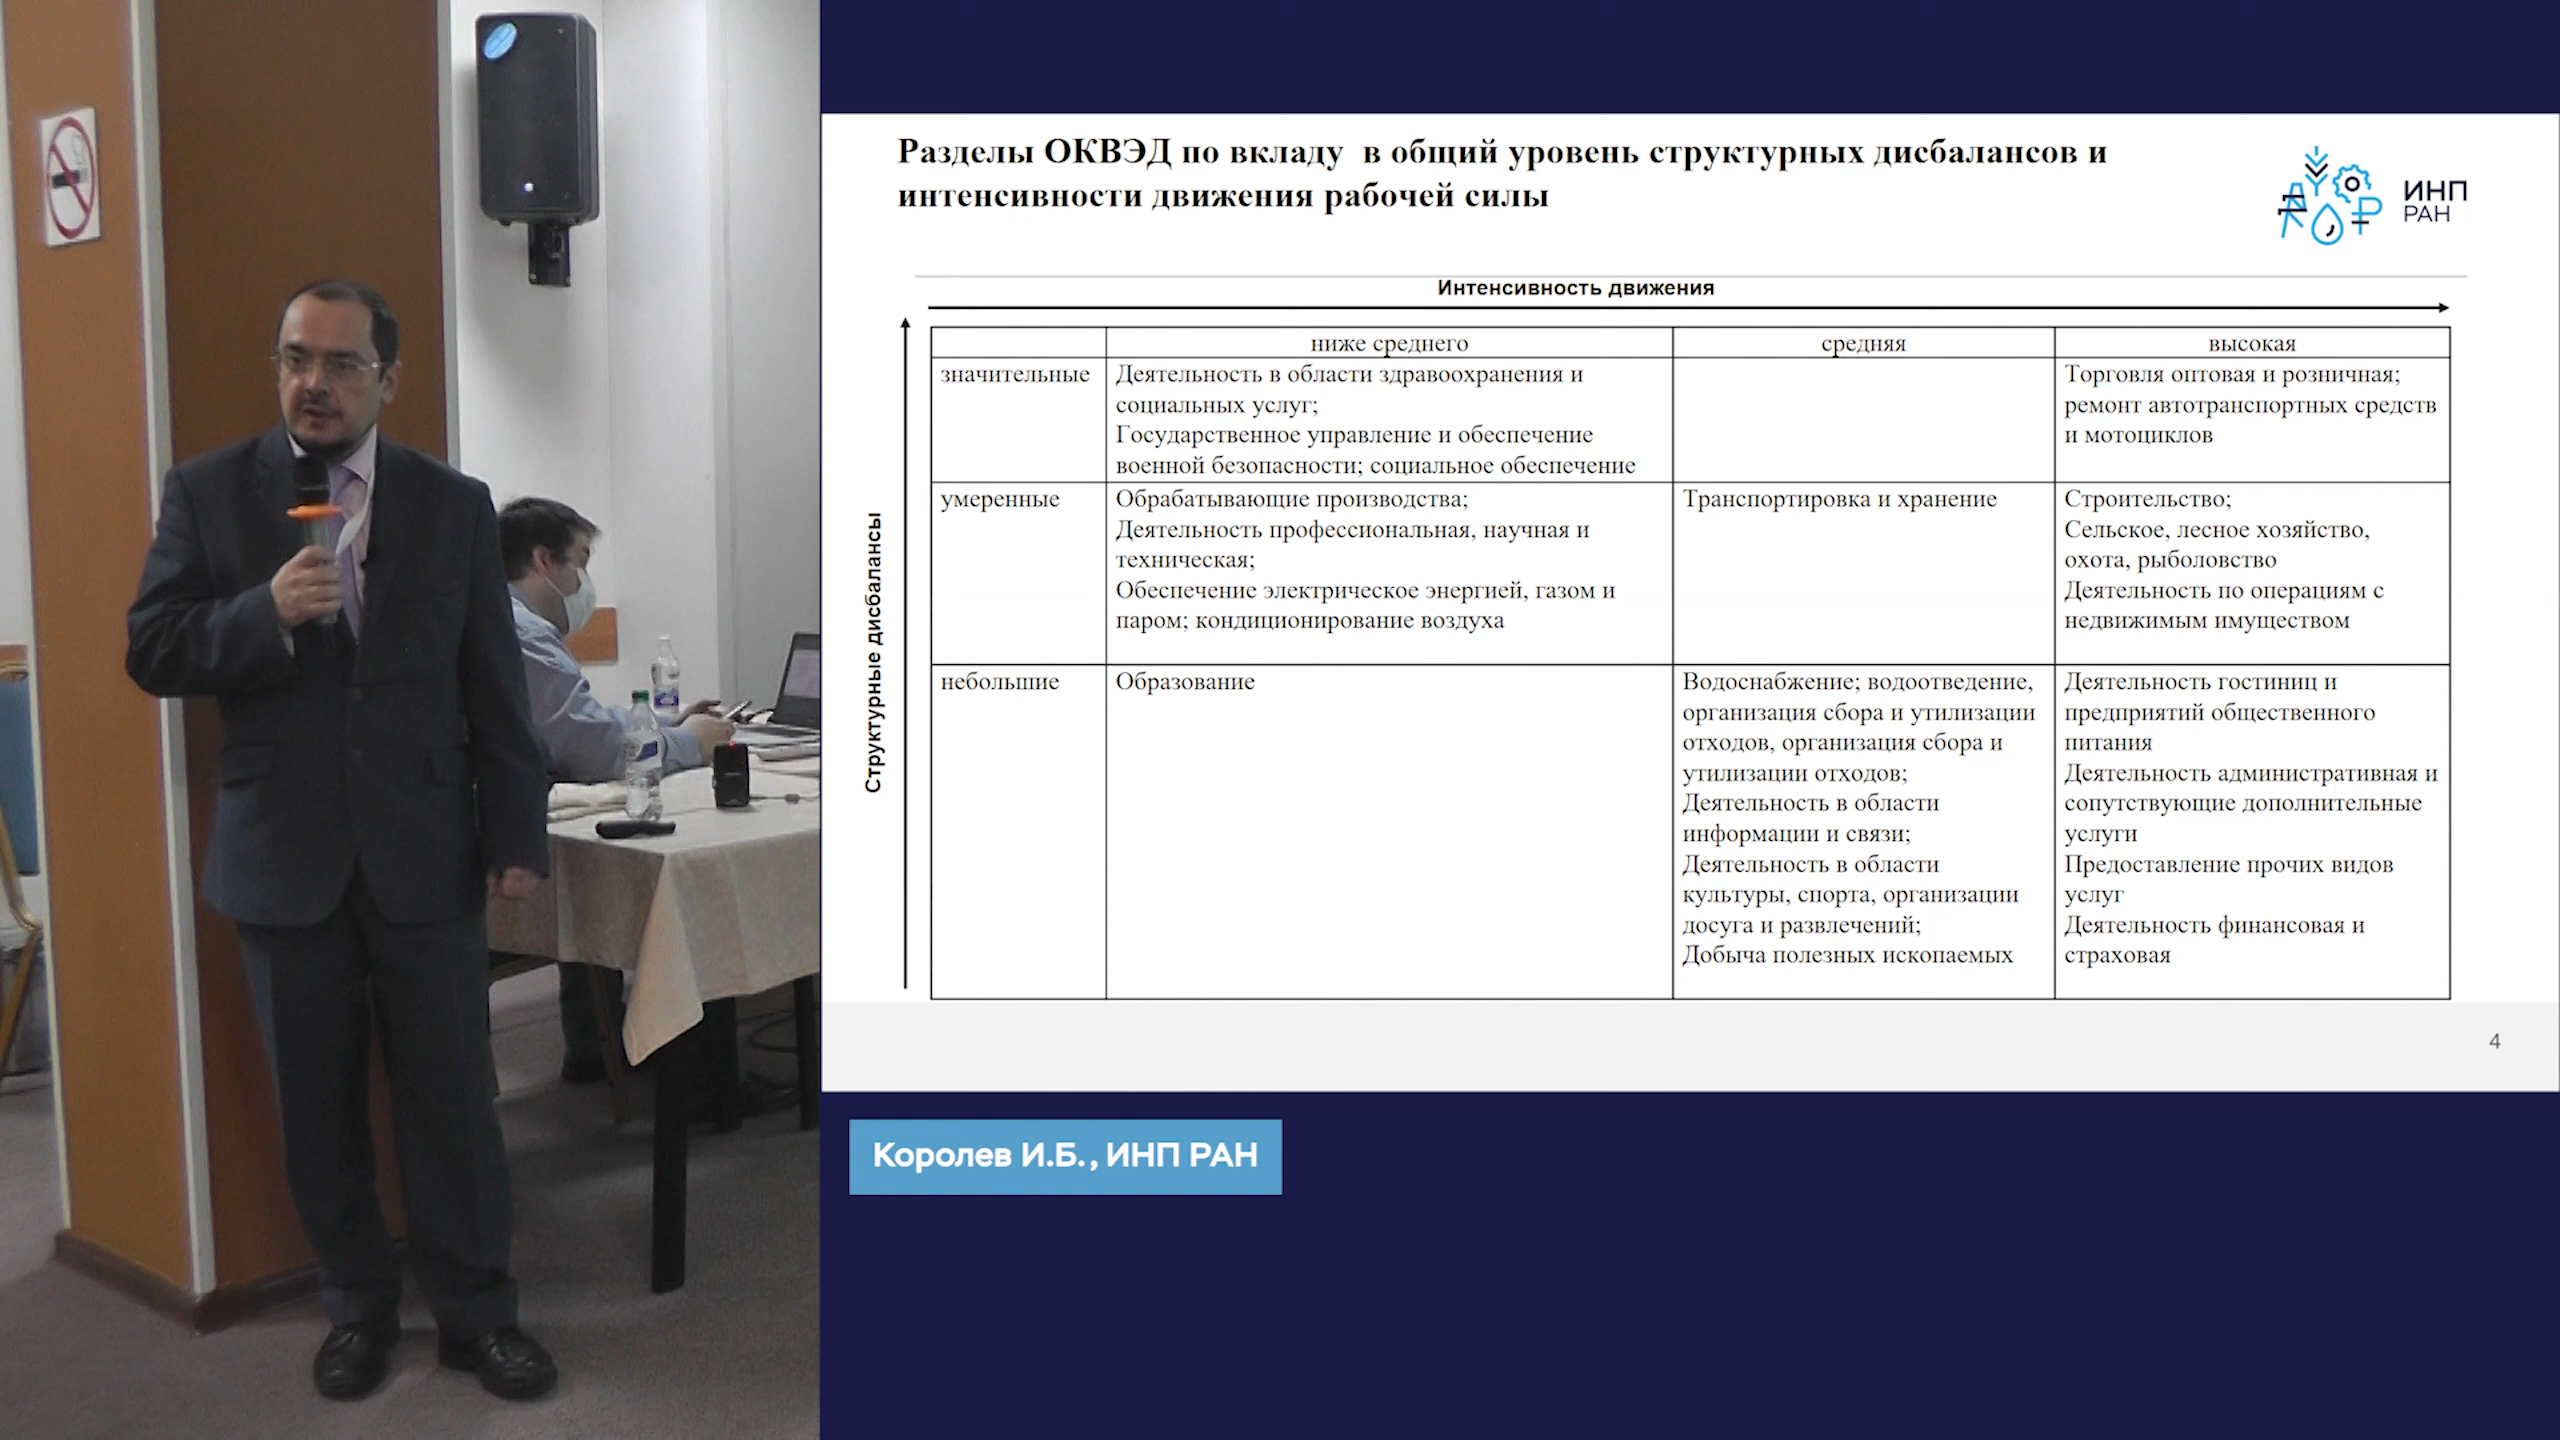 Разделы ОКВЭД по вкладу в общий уровень структурных дисбалансов и
интенсивности движения рабочей силы
ИНП
РАН
Интенсивность движения
Структурные дисбалансы
ниже среднего
средняя
высокая
значительные
Деятельность в области здравоохранения и
социальных услуг;
Государственное управление и обеспечение
военной безопасности; социальное обеспечение
Торговля оптовая и розничная;
ремонт автотранспортных средств
и мотоциклов
умеренные
Обрабатывающие производства;
Деятельность профессиональная, научная и
техническая;
Обеспечение электрическое энергией, газом и
паром; кондиционирование воздуха
Транспортировка и хранение
Строительство;
Сельское, лесное хозяйство,
охота, рыболовство
Деятельность по операциям с
недвижимым имуществом
небольшие
Образование
Водоснабжение; водоотведение,
организация сбора и утилизации
отходов, организация сбора и
утилизации отходов;
Деятельность в области
информации и связи;
Деятельность в области
культуры, спорта, организации
досуга и развлечений;
Добыча полезных ископаемых
Деятельность гостиниц и
предприятий общественного
питания
Деятельность административная и
сопутствующие дополнительные
услуги
Предоставление прочих видов
услуг
Деятельность финансовая и
страховая
4
Королев И.Б., ИНП РАН